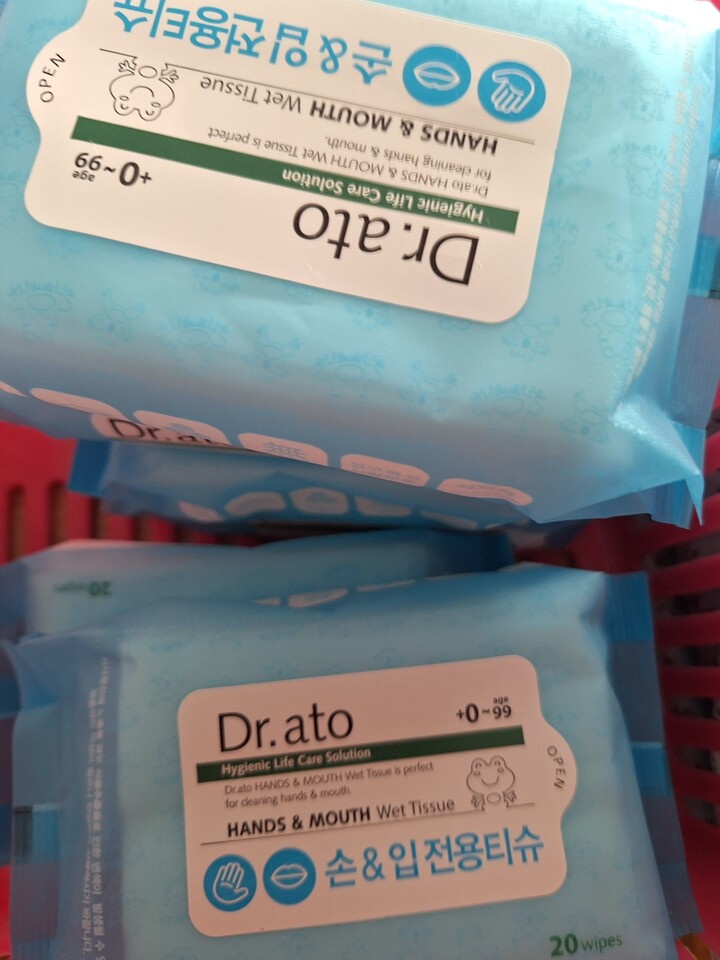 Dr.ato
age
+0~99
Hygienic Life Care Solution
Dr.ato HANDS & MOUTH Wet Tissue is perfect
for cleaning hands & mouth.
HANDS & MOUTH Wet Tissue
손 & 입 전용티슈
OPEN
Dr.a
20 wipes
Dr.ato
age
+0~99
Hygienic Life Care Solution
Dr.ato HANDS & MOUTH Wet Tissue is perfect
for cleaning hands & mouth.
HANDS & MOUTH Wet Tissue
손 & 입 전용티슈
OPEN
20 wipes